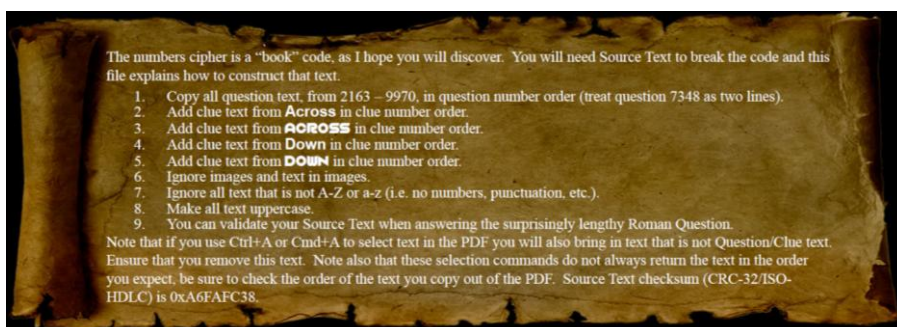 The numbers cipher is a “book” code, as I hope you will discover. You will need Source Text to break the code and this
file explains how to construct that text.
1. Copy all question text, from 2163 – 9970, in question number order (treat question 7348 as two lines).
2. Add clue text from Across in clue number order.
3. Add clue text from ACROSS in clue number order.
4. Add clue text from Down in clue number order.
5. Add clue text from DOWN in clue number order.
6. Ignore images and text in images.
7. Ignore all text that is not A-Z or a-z (i.e. no numbers, punctuation, etc.).
8. Make all text uppercase.
9. You can validate your Source Text when answering the surprisingly lengthy Roman Question.
Note that if you use Ctrl+A or Cmd+A to select text in the PDF you will also bring in text that is not Question/Clue text.
Ensure that you remove this text. Note also that these selection commands do not always return the text in the order
you expect, be sure to check the order of the text you copy out of the PDF. Source Text checksum (CRC-32/ISO-
HDLC) is 0xA6FAFC38.